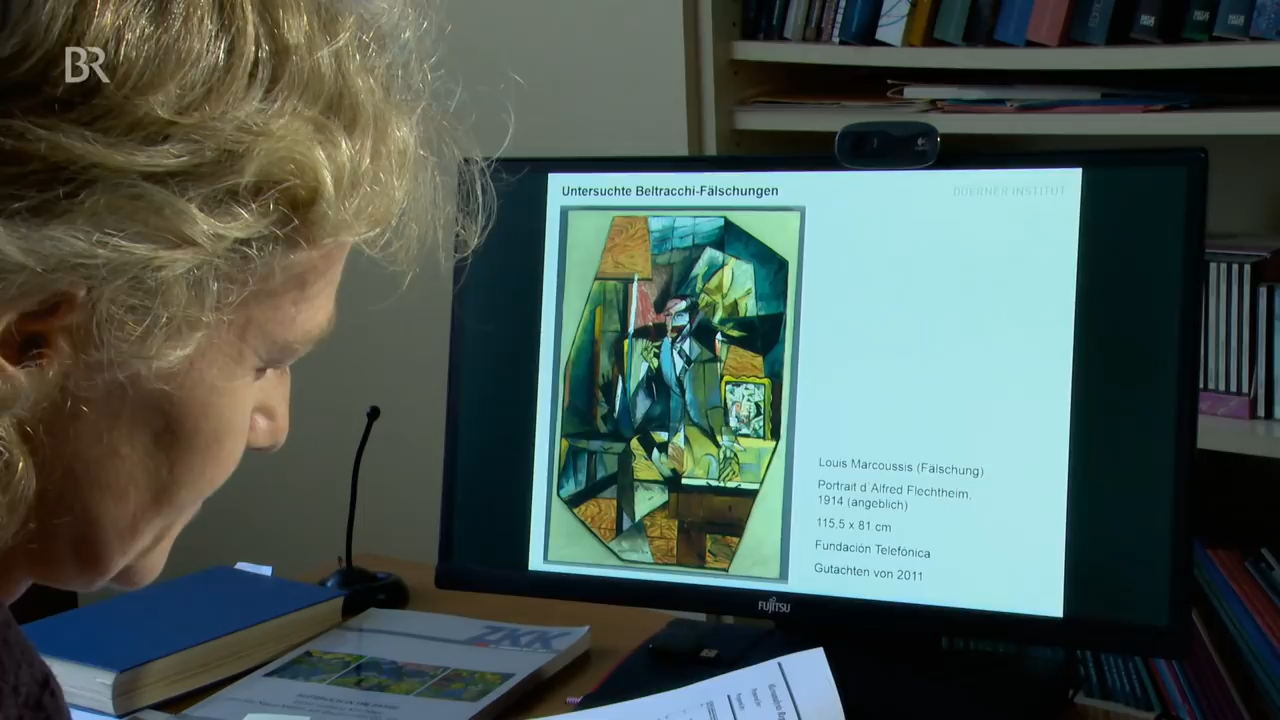 BR
Untersuchte Beltracchi-Fälschungen
DOERNER INSTITUT
Louis Marcoussis (Fälschung)
Portrait d´Alfred Flechtheim,
1914 (angeblich)
115,5 x 81 cm
Fundación Telefónica
Gutachten von 2011
FUJITSU
ZKK